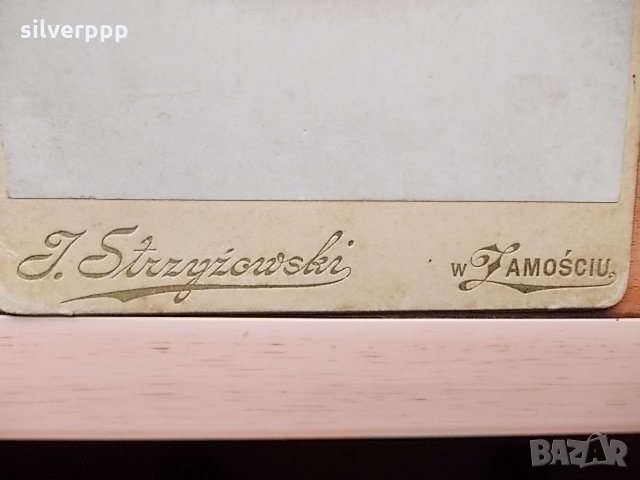 silverppp
J. Strzyżowski
w ZAMOŚCIU.
BAZAR